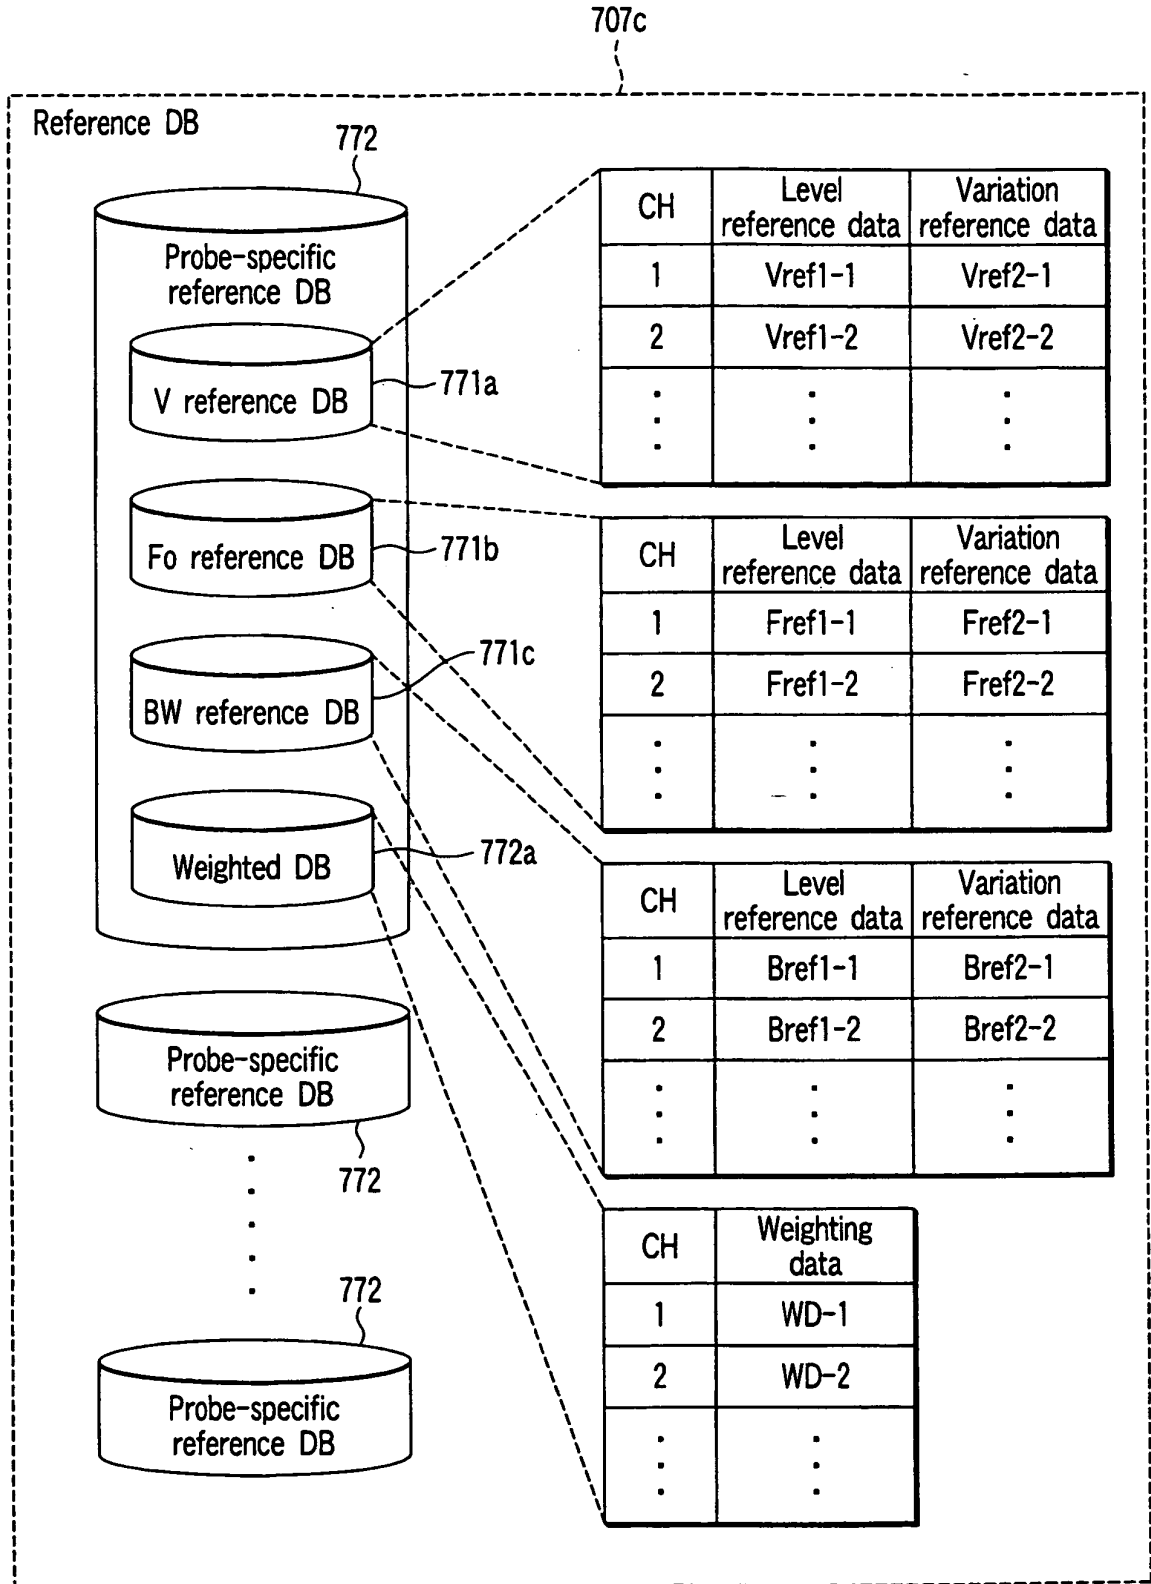 707c
Reference DB
772
Probe-specific
reference DB
V reference DB
771a
Fo reference DB
771b
BW reference DB
771c
Weighted DB
772a
Probe-specific
reference DB
772
772
Probe-specific
reference DB
CH Level reference data Variation reference data
1 Vref1-1 Vref2-1
2 Vref1-2 Vref2-2
CH Level reference data Variation reference data
1 Fref1-1 Fref2-1
2 Fref1-2 Fref2-2
CH Level reference data Variation reference data
1 Bref1-1 Bref2-1
2 Bref1-2 Bref2-2
CH Weighting data
1 WD-1
2 WD-2